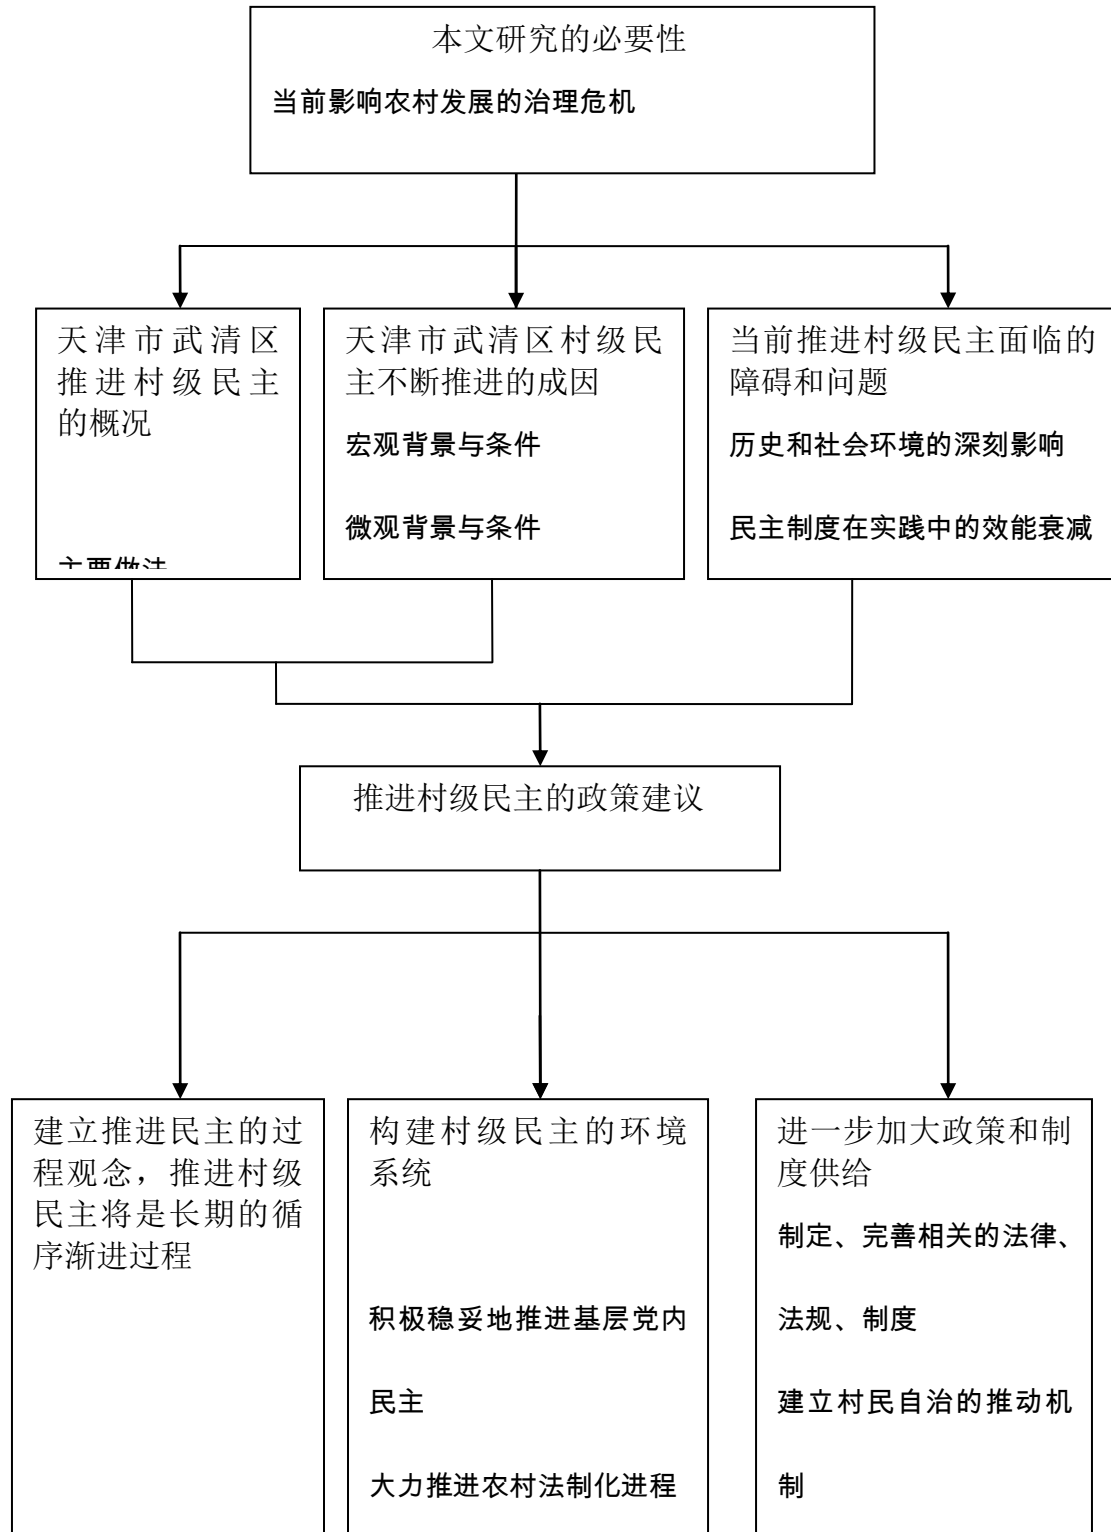 本文研究的必要性
当前影响农村发展的治理危机
天津市武清区
推进村级民主
的概况
主要做法
天津市武清区村级民
主不断推进的成因
宏观背景与条件
微观背景与条件
当前推进村级民主面临的
障碍和问题
历史和社会环境的深刻影响
民主制度在实践中的效能衰减
推进村级民主的政策建议
建立推进民主的过
程观念，推进村级
民主将是长期的循
序渐进过程
构建村级民主的环境
系统
积极稳妥地推进基层党内
民主
大力推进农村法制化进程
进一步加大政策和制
度供给
制定、完善相关的法律、
法规、制度
建立村民自治的推动机
制